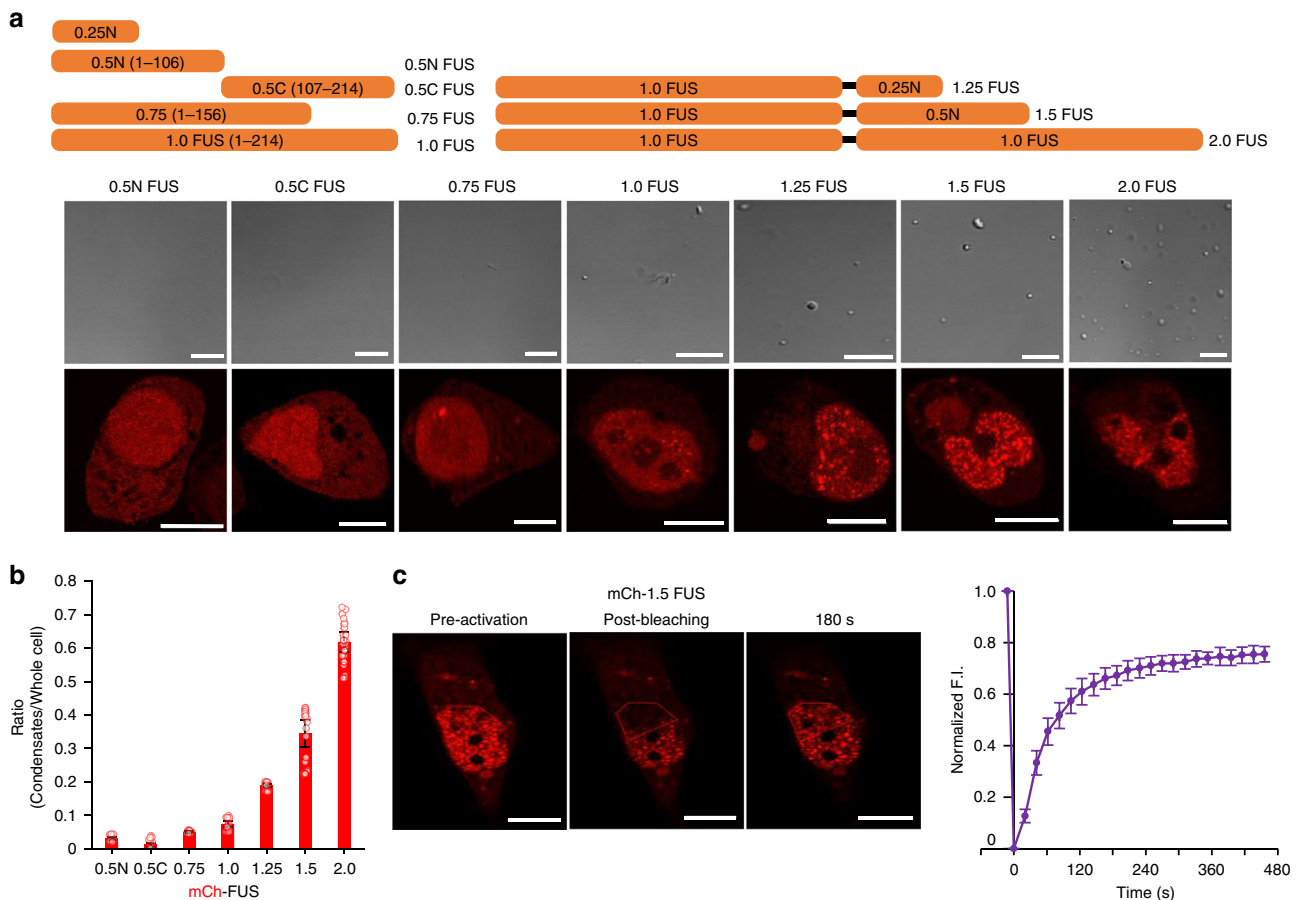 a
0.25N
0.5N (1–106)
0.5N FUS
0.5C (107–214)
0.5C FUS
0.75 (1–156)
0.75 FUS
1.0 FUS (1–214)
1.0 FUS
1.0 FUS
0.25N
1.25 FUS
1.0 FUS
0.5N
1.5 FUS
1.0 FUS
1.0 FUS
2.0 FUS
0.5N FUS
0.5C FUS
0.75 FUS
1.0 FUS
1.25 FUS
1.5 FUS
2.0 FUS
b
Ratio
(Condensates/Whole cell)
0.8
0.7
0.6
0.5
0.4
0.3
0.2
0.1
0
0.5N 0.5C 0.75 1.0 1.25 1.5 2.0
mCh-FUS
c
mCh-1.5 FUS
Pre-activation
Post-bleaching
180 s
Normalized F.I.
1.0
0.8
0.6
0.4
0.2
0
0 120 240 360 480
Time (s)